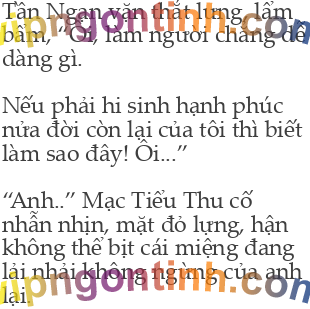 Tần Ngạn vặn thắt lưng, lẩm
bẩm, “Ôi, làm người chẳng dễ
dàng gì.
Nếu phải hi sinh hạnh phúc
nửa đời còn lại của tôi thì biết
làm sao đây! Ôi...”
“Anh..” Mạc Tiểu Thu cố
nhẫn nhịn, mặt đỏ lựng, hận
không thể bịt cái miệng đang
lải nhải không ngừng của anh
lại.